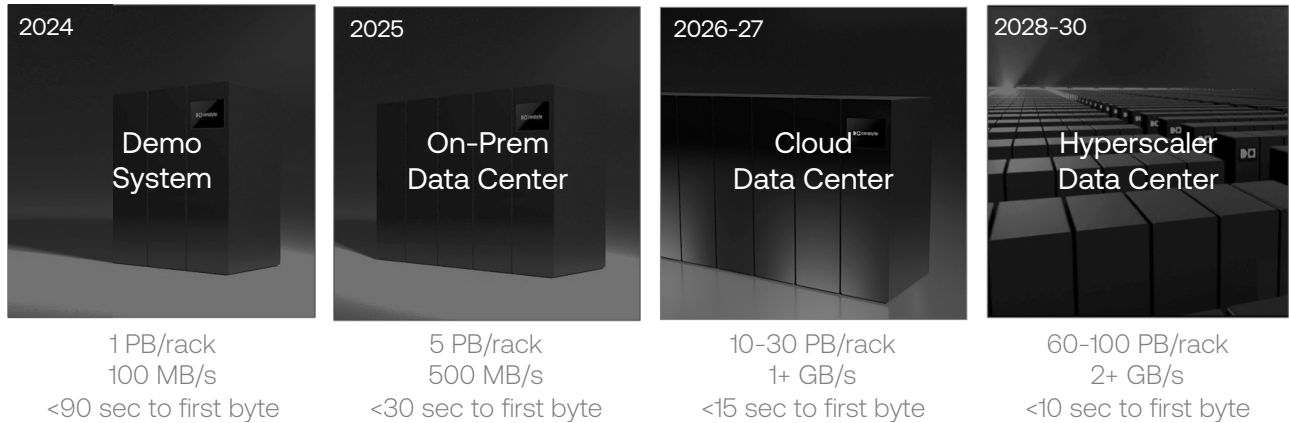 2024
Demo
System
1 PB/rack
100 MB/s
<90 sec to first byte
2025
On-Prem
Data Center
5 PB/rack
500 MB/s
<30 sec to first byte
2026-27
Cloud
Data Center
10-30 PB/rack
1+ GB/s
<15 sec to first byte
2028-30
Hyperscaler
Data Center
60-100 PB/rack
2+ GB/s
<10 sec to first byte